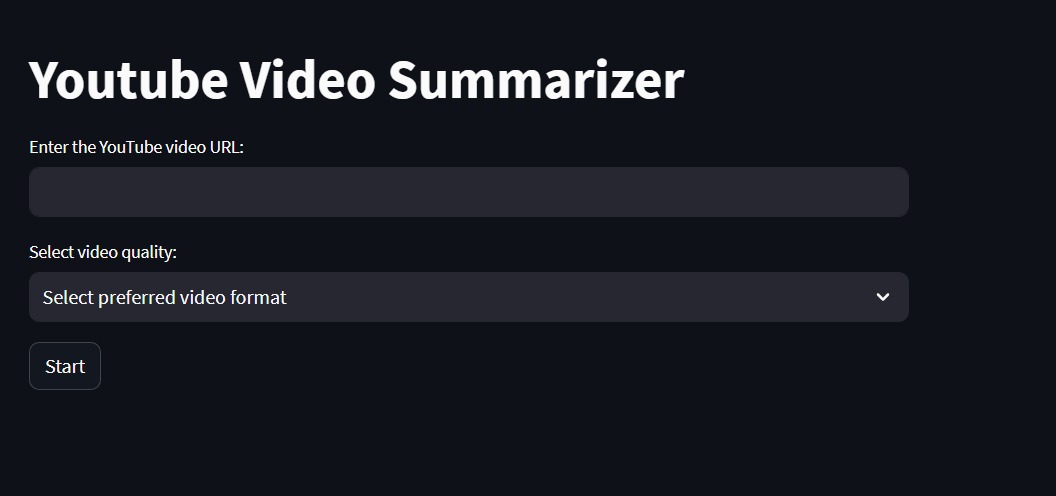 Youtube Video Summarizer
Enter the YouTube video URL:
Select video quality:
Select preferred video format
Start